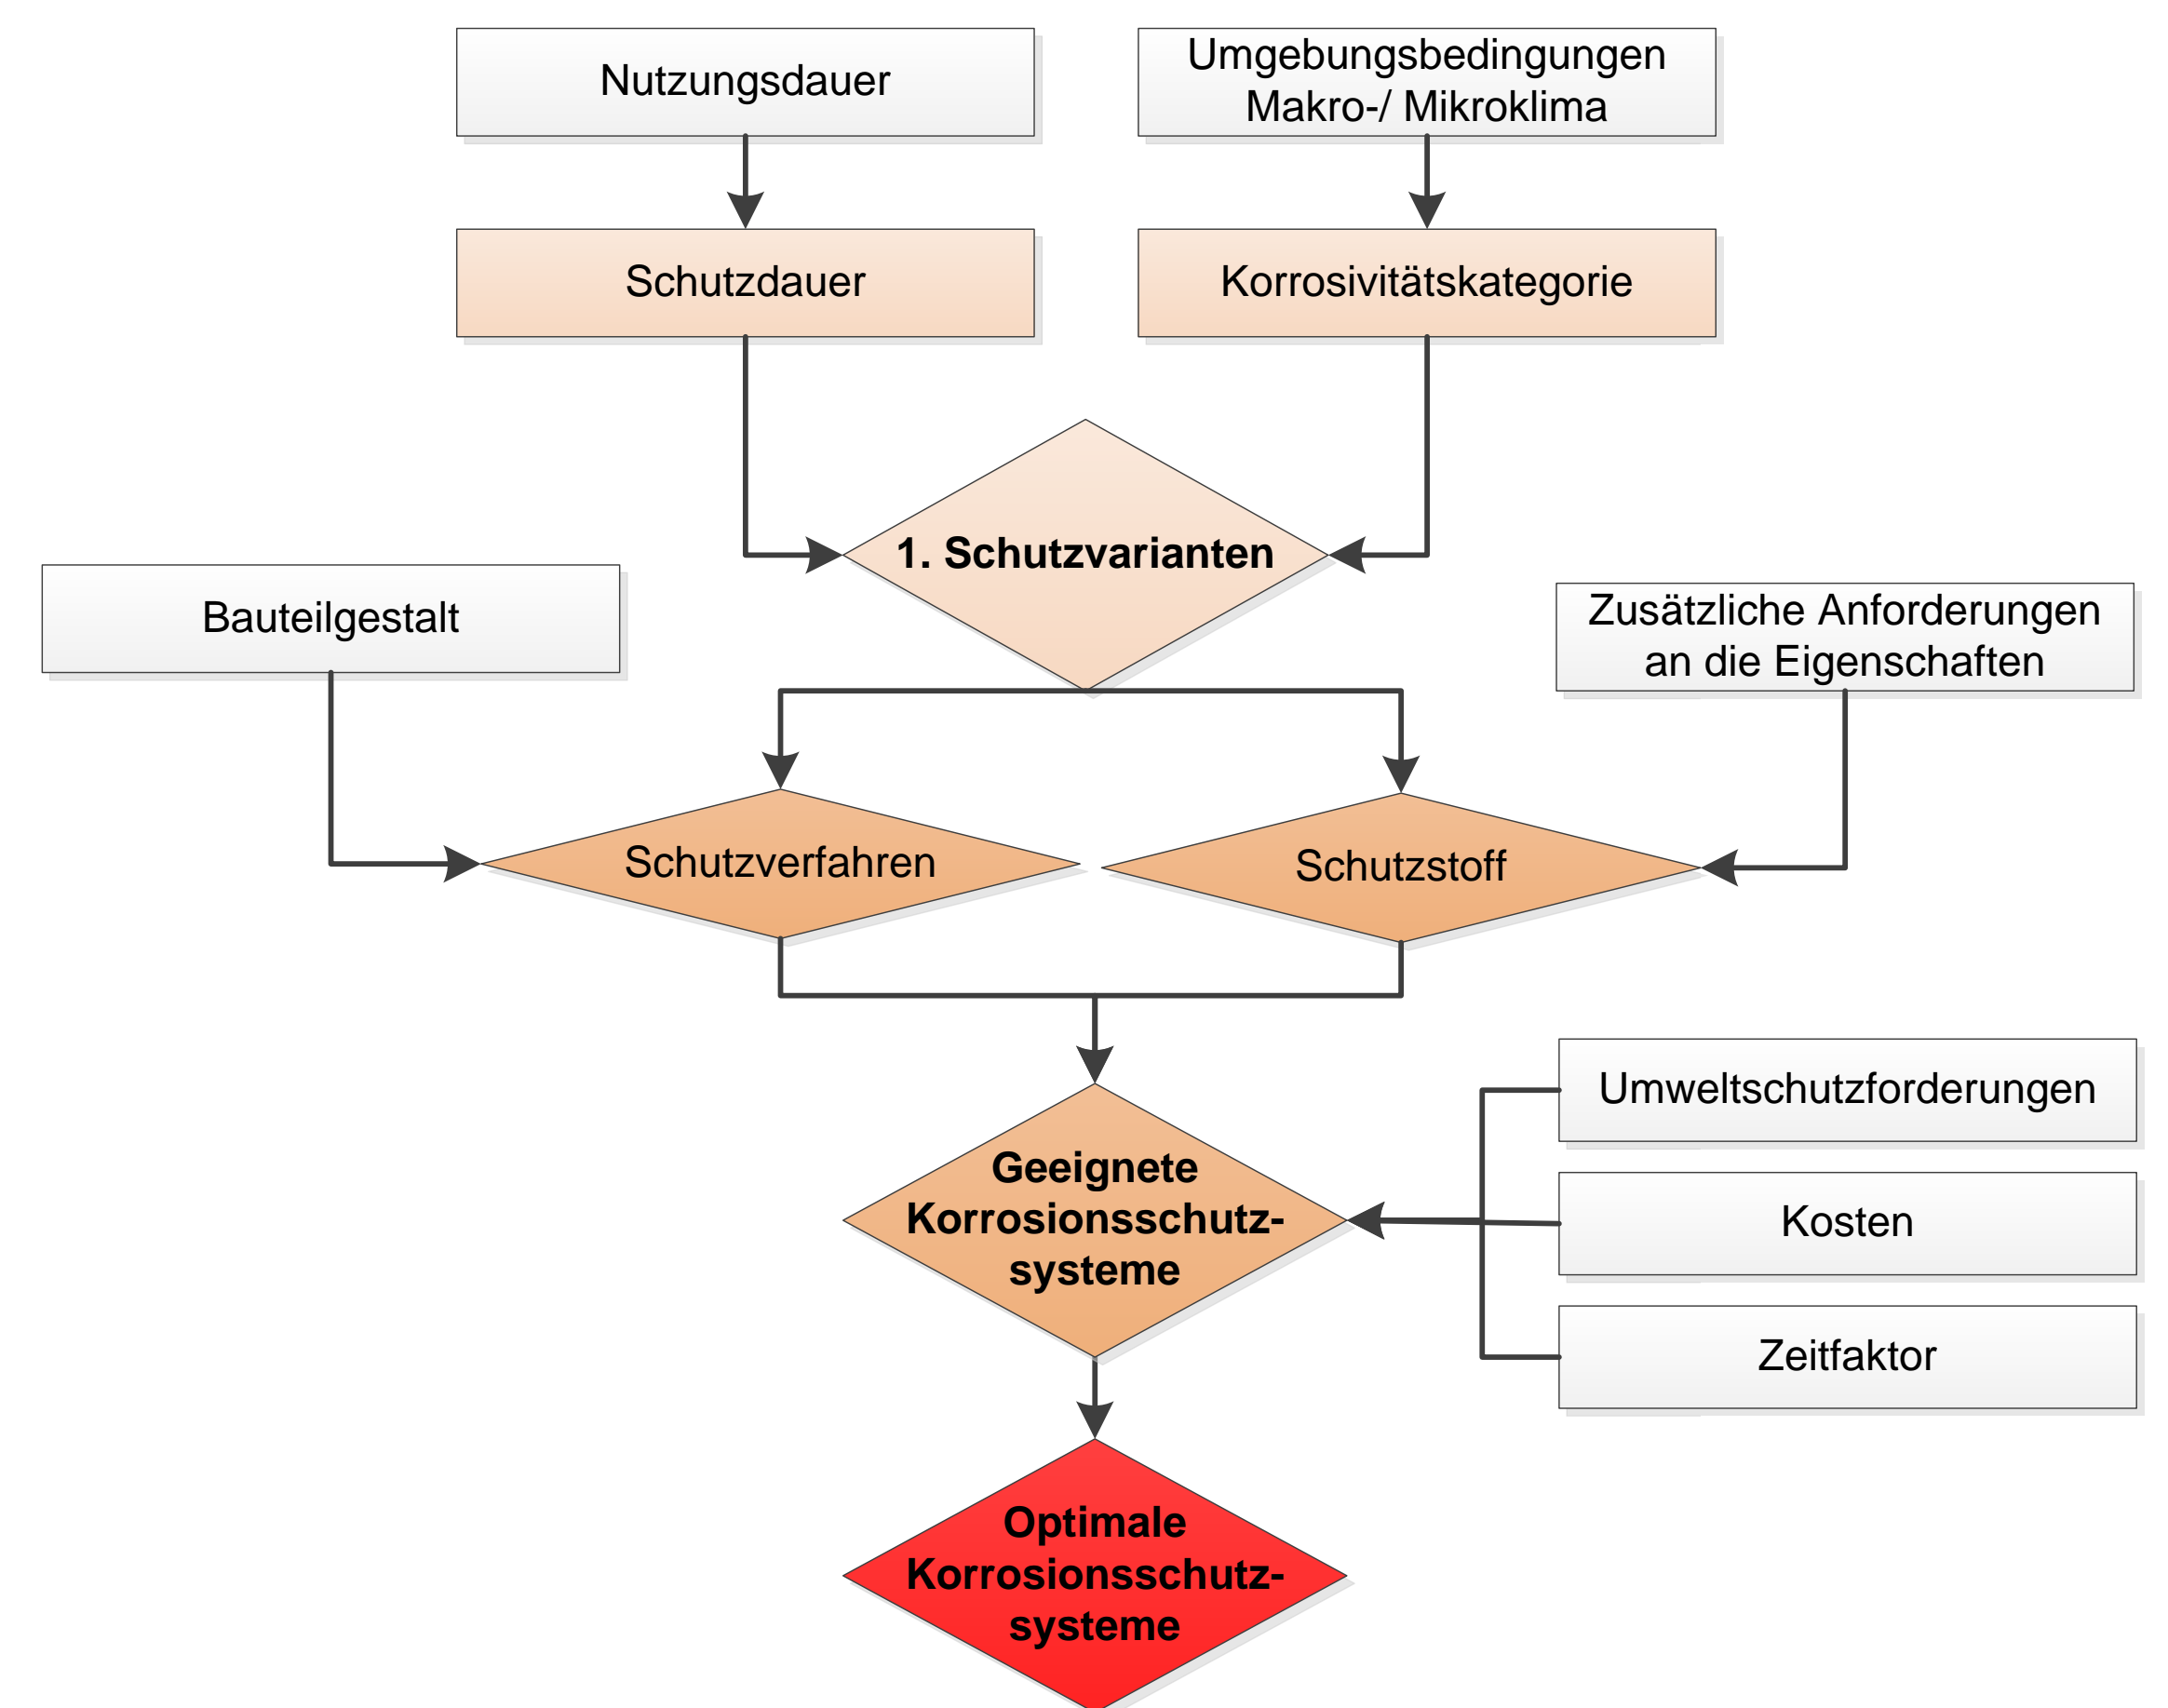 Nutzungsdauer
Umgebungsbedingungen
Makro-/ Mikroklima
Schutzdauer
Korrosivitätskategorie
1. Schutzvarianten
Bauteilgestalt
Zusätzliche Anforderungen
an die Eigenschaften
Schutzverfahren
Schutzstoff
Umweltschutzforderungen
Geeignete
Korrosionsschutz-
systeme
Kosten
Zeitfaktor
Optimale
Korrosionsschutz-
systeme